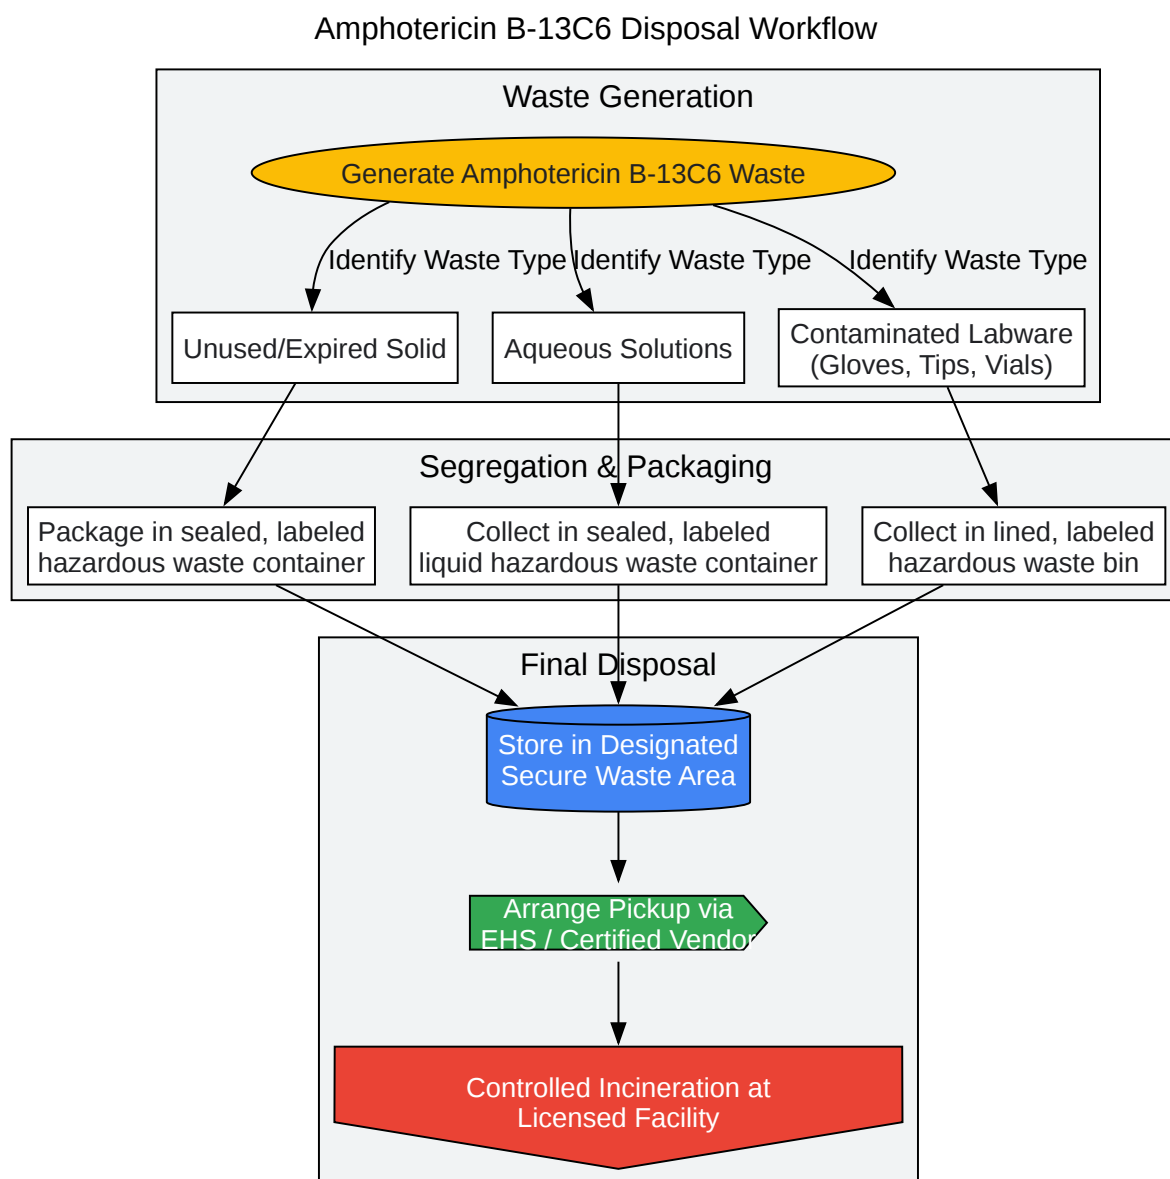 Amphotericin B-13C6 Disposal Workflow
Waste Generation
Generate Amphotericin B-13C6 Waste
Identify Waste Type
Identify Waste Type
Identify Waste Type
Unused/Expired Solid
Aqueous Solutions
Contaminated Labware
(Gloves, Tips, Vials)
Segregation & Packaging
Package in sealed, labeled
hazardous waste container
Collect in sealed, labeled
liquid hazardous waste container
Collect in lined, labeled
hazardous waste bin
Final Disposal
Store in Designated
Secure Waste Area
Arrange Pickup via
EHS / Certified Vendor
Controlled Incineration at
Licensed Facility